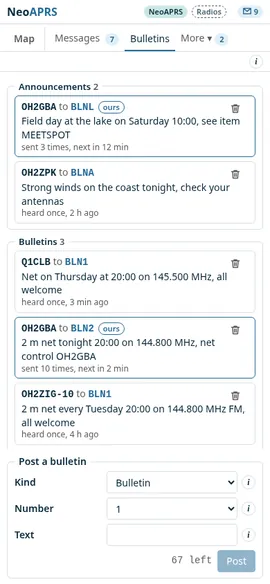 NeoAPRS NeoAPRS Radios 9
Map Messages 7 Bulletins More 2
i
Announcements 2
OH2GBA to BLNL ours
Field day at the lake on Saturday 10:00, see item
MEETSPOT
sent 3 times, next in 12 min
OH2ZPK to BLNA
Strong winds on the coast tonight, check your
antennas
heard once, 2 h ago
Bulletins 3
Q1CLB to BLN1
Net on Thursday at 20:00 on 145.500 MHz, all
welcome
heard once, 3 min ago
OH2GBA to BLN2 ours
2 m net tonight 20:00 on 144.800 MHz, net
control OH2GBA
sent 10 times, next in 2 min
OH2ZIG-10 to BLN1
2 m net every Tuesday 20:00 on 144.800 MHz FM,
all welcome
heard once, 4 h ago
Post a bulletin
Kind Bulletin i
Number 1 i
Text i
67 left Post